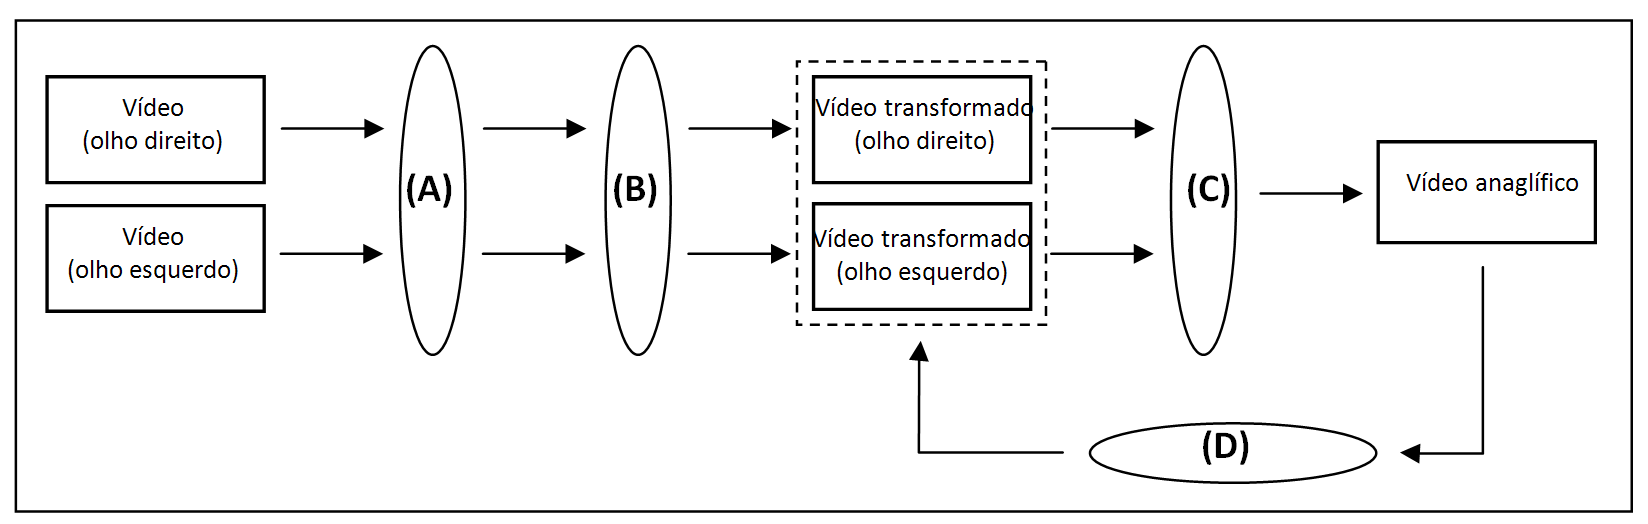 Vídeo
(olho direito)
Vídeo
(olho esquerdo)
(A)
(B)
Vídeo transformado
(olho direito)
Vídeo transformado
(olho esquerdo)
(C)
Vídeo anaglífico
(D)